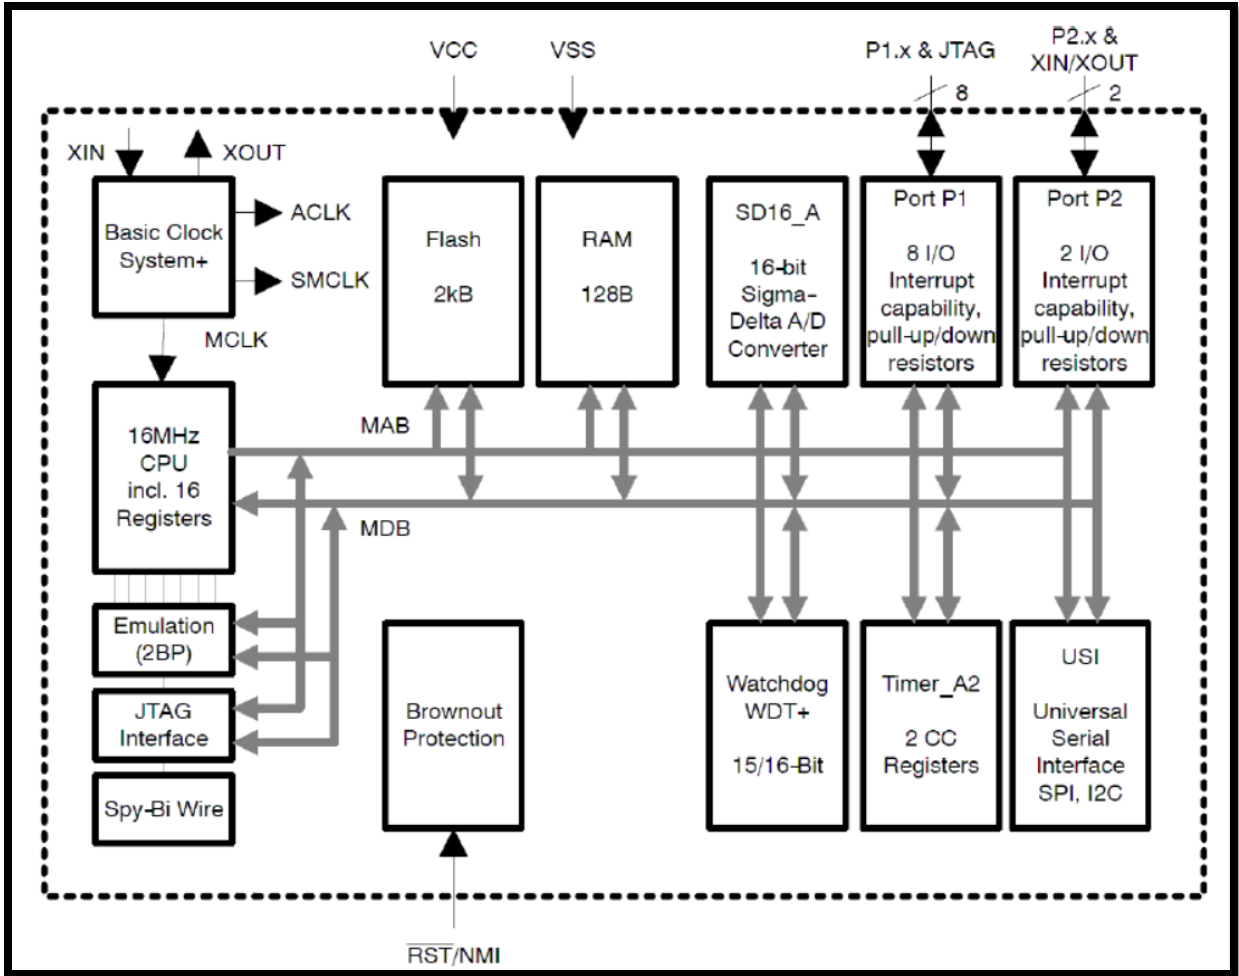 VCC
VSS
P1.x & JTAG
8
P2.x &
XIN/XOUT
2
XIN
XOUT
Basic Clock
System+
ACLK
SMCLK
MCLK
Flash
2kB
RAM
128B
SD16_A
16-bit
Sigma-
Delta A/D
Converter
Port P1
8 I/O
Interrupt
capability,
pull-up/down
resistors
Port P2
2 I/O
Interrupt
capability,
pull-up/down
resistors
16MHz
CPU
incl. 16
Registers
MAB
MDB
Emulation
(2BP)
JTAG
Interface
Spy-Bi Wire
Brownout
Protection
Watchdog
WDT+
15/16-Bit
Timer_A2
2 CC
Registers
USI
Universal
Serial
Interface
SPI, I2C
RST/NMI